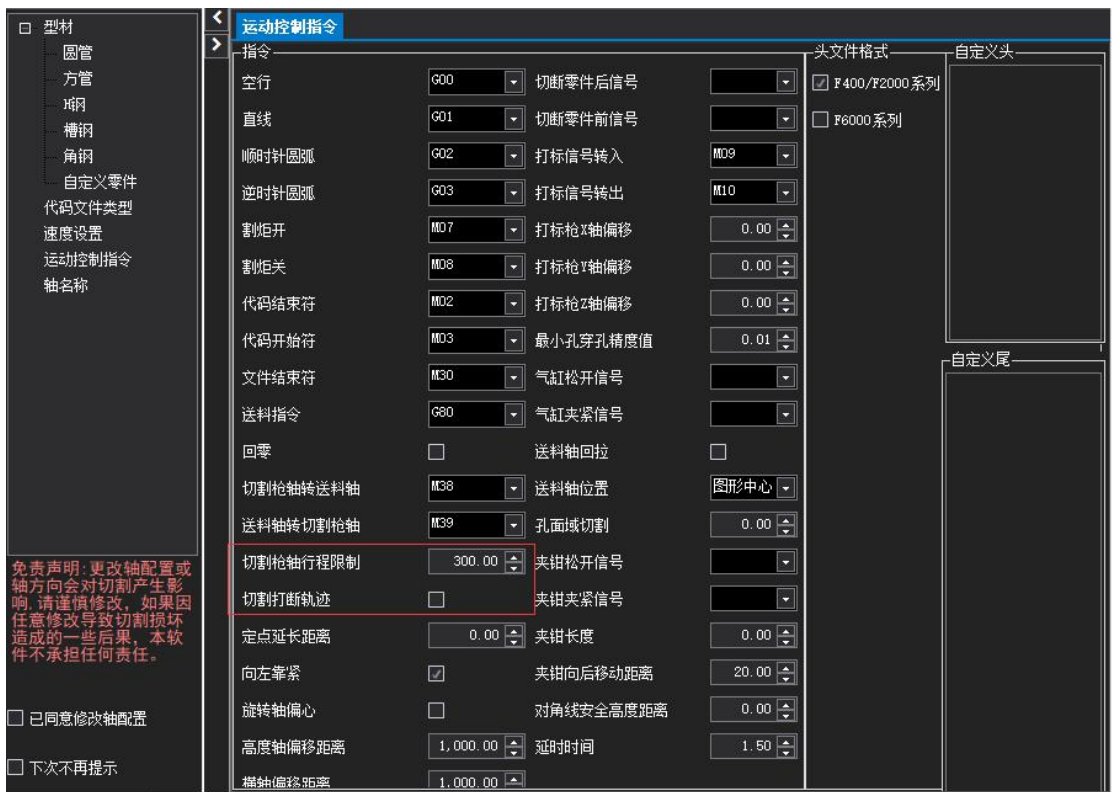 型材
圆管
方管
H钢
槽钢
角钢
自定义零件
代码文件类型
速度设置
运动控制指令
轴名称
免责声明:更改轴配置或
轴方向会对切割产生影
响,请谨慎修改，如果因
任意修改导致切割损坏
造成的一些后果，本软
件不承担任何责任。
已同意修改轴配置
下次不再提示
运动控制指令
指令
空行 G00 切断零件后信号
直线 G01 切断零件前信号
顺时针圆弧 G02 打标信号转入 M09
逆时针圆弧 G03 打标信号转出 M10
割炬开 M07 打标枪X轴偏移 0.00
割炬关 M08 打标枪Y轴偏移 0.00
代码结束符 M02 打标枪Z轴偏移 0.00
代码开始符 M03 最小孔穿孔精度值 0.01
文件结束符 M30 气缸松开信号
送料指令 G80 气缸夹紧信号
回零 送料轴回拉
切割枪轴转送料轴 M38 送料轴位置 图形中心
送料轴转切割枪轴 M39 孔面域切割 0.00
切割枪轴行程限制 300.00 夹钳松开信号
切割打断轨迹 夹钳夹紧信号
定点延长距离 0.00 夹钳长度 0.00
向左靠紧 夹钳向后移动距离 20.00
旋转轴偏心 对角线安全高度距离 0.00
高度轴偏移距离 1,000.00 延时时间 1.50
横轴偏移距离 1,000.00
头文件格式
F400/F2000系列
F6000系列
自定义头
自定义尾